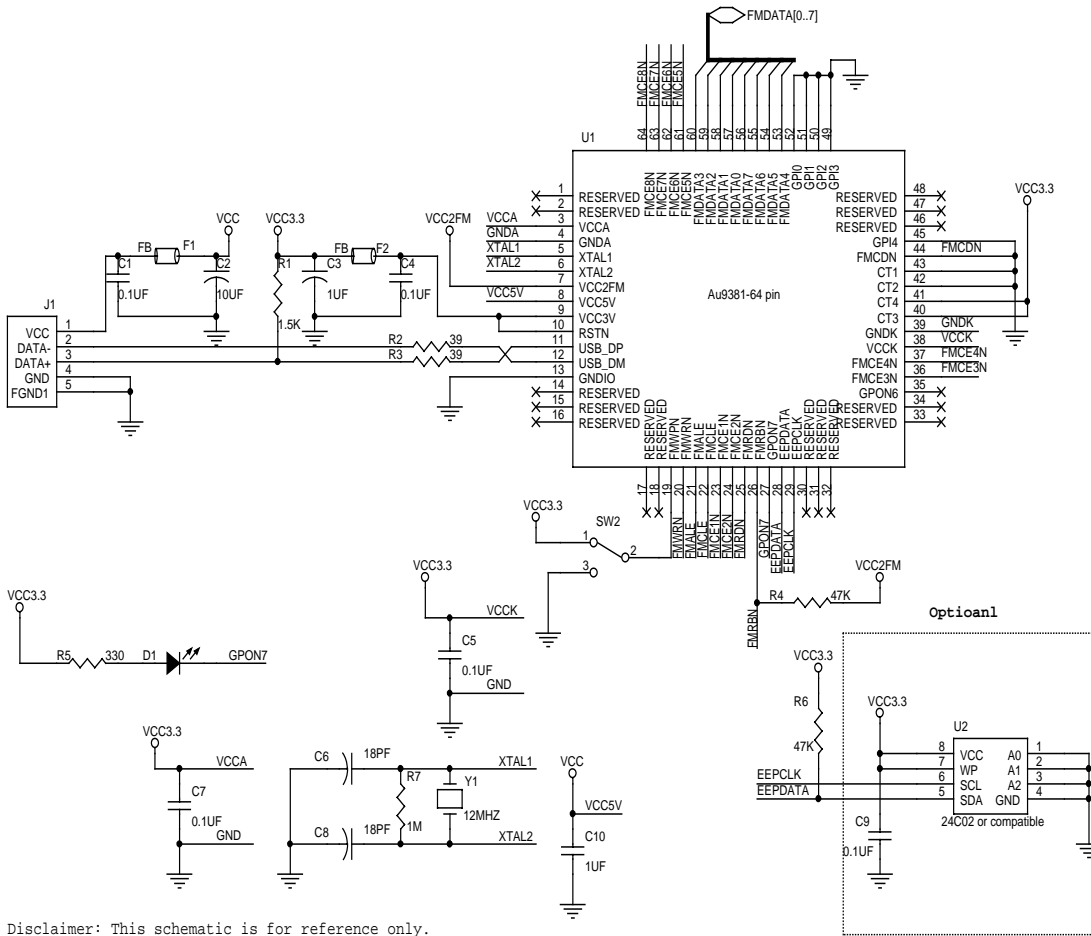 FMDATA[0..7]
FMCE8N
FMCE7N
FMCE6N
FMCE5N
64
63
62
61
60
59
58
57
56
55
54
53
52
51
50
49
U1
FMCE8N
FMCE7N
FMCE6N
FMCE5N
FMDATA3
FMDATA2
FMDATA1
FMDATA0
FMDATA7
FMDATA6
FMDATA5
FMDATA4
GPI0
GPI1
GPI2
GPI3
VCCA
GNDA
XTAL1
XTAL2
VCC5V
1 RESERVED
2 RESERVED
3 VCCA
4 GNDA
5 XTAL1
6 XTAL2
7 VCC2FM
8 VCC5V
9 VCC3V
10 RSTN
11 USB_DP
12 USB_DM
13 GNDIO
14 RESERVED
15 RESERVED
16 RESERVED
Au9381-64 pin
RESERVED 48
RESERVED 47
RESERVED 46
GPI4 45
FMCDN 44 FMCDN
CT1 43
CT2 42
CT4 41
CT3 40
GNDK 39 GNDK
VCCK 38 VCCK
FMCE4N 37 FMCE4N
FMCE3N 36 FMCE3N
GPON6 35
RESERVED 34
RESERVED 33
VCC3.3
RESERVED
RESERVED
FMWPN
FMWRN
FMALE
FMCLE
FMCE1N
FMCE2N
FMRDN
FMRBN
GPON7
EEPDATA
EEPCLK
RESERVED
RESERVED
RESERVED
17
18
19
20
21
22
23
24
25
26
27
28
29
30
31
32
FMWRN
FMALE
FMCLE
FMCE1N
FMCE2N
FMRDN
GPON7
EEPDATA
EEPCLK
FMRBN
VCC
VCC3.3
VCC2FM
FB F1
C1
0.1UF
C2
10UF
R1
1.5K
C3
1UF
FB F2
C4
0.1UF
J1
VCC 1
DATA- 2
DATA+ 3
GND 4
FGND1 5
R2 39
R3 39
VCC3.3
SW2
1
2
3
R4 47K
VCC2FM
VCC3.3
R5 330 D1 GPON7
VCC3.3
VCCK
C5
0.1UF
GND
VCC3.3
VCCA
C7
0.1UF
GND
C6 18PF
C8 18PF
R7
1M
Y1
12MHZ
XTAL1
XTAL2
VCC
VCC5V
C10
1UF
Optioanl
VCC3.3
R6
47K
VCC3.3
EEPCLK
EEPDATA
C9
0.1UF
U2
8 VCC A0 1
7 WP A1 2
6 SCL A2 3
5 SDA GND 4
24C02 or compatible
Disclaimer: This schematic is for reference only.